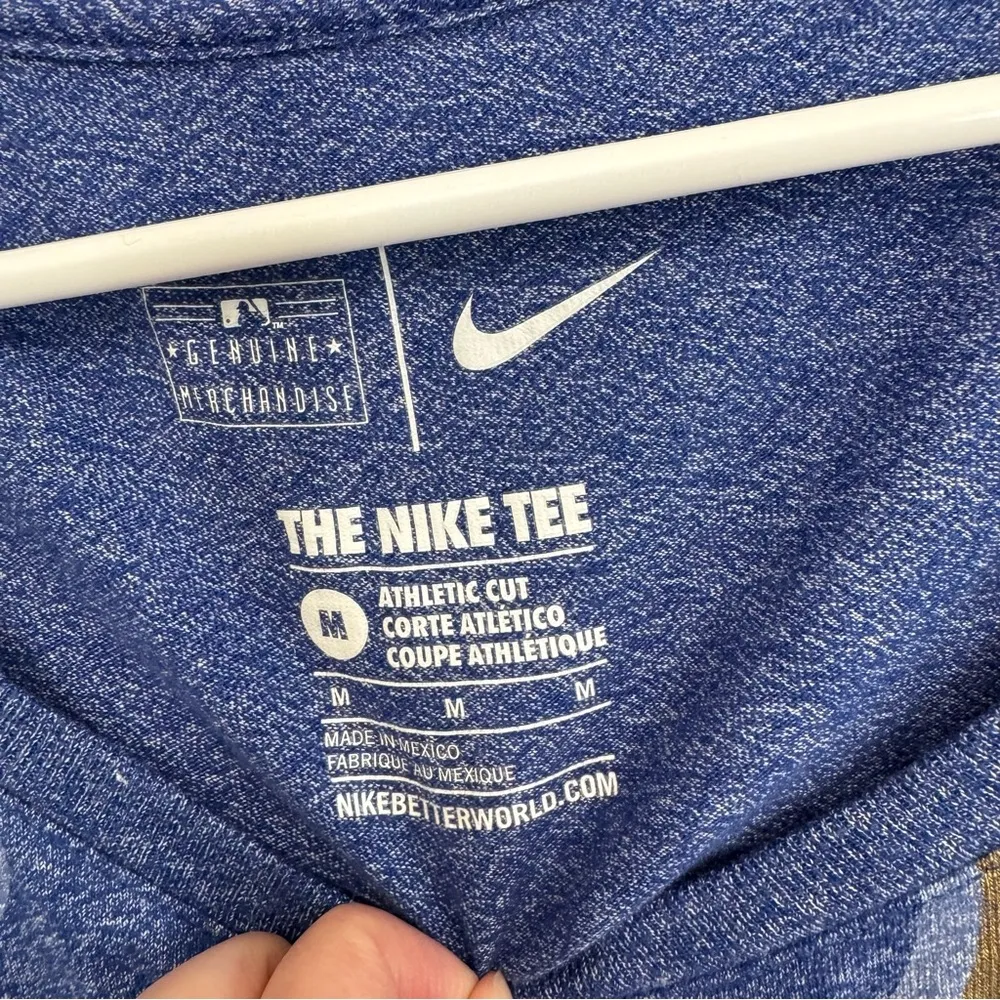 TM
★GENUINE★
MERCHANDISE
THE NIKE TEE
M
ATHLETIC CUT
CORTE ATLÉTICO
COUPE ATHLÉTIQUE
M M M
MADE IN MEXICO
FABRIQUE AU MEXIQUE
NIKEBETTERWORLD.COM